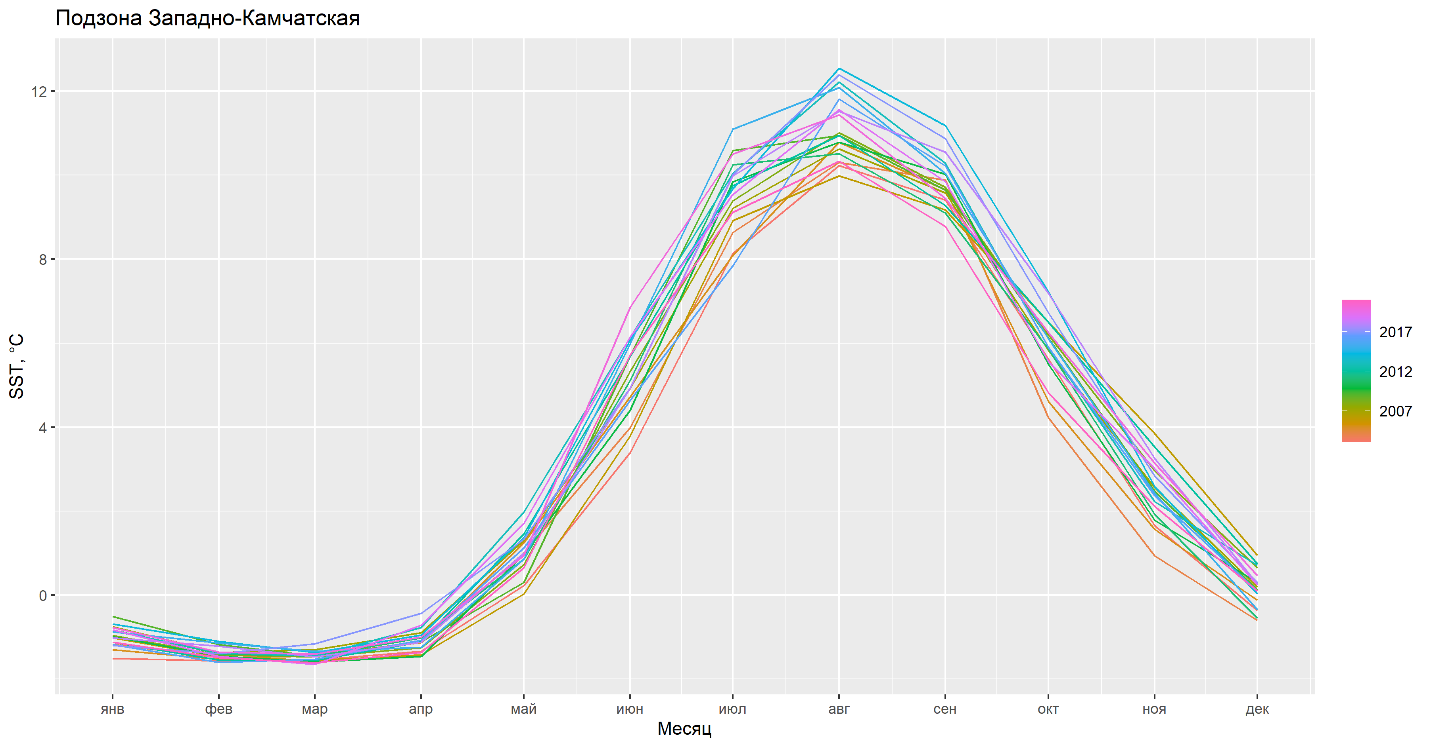 Подзона Западно-Камчатская
12
8
4
0
SST, °C
янв фев мар апр май июн июл авг сен окт ноя дек
Месяц
2017
2012
2007